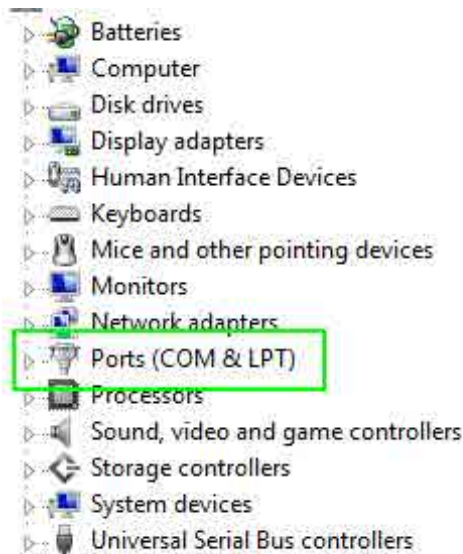 Batteries
Computer
Disk drives
Display adapters
Human Interface Devices
Keyboards
Mice and other pointing devices
Monitors
Network adapters
Ports (COM & LPT)
Processors
Sound, video and game controllers
Storage controllers
System devices
Universal Serial Bus controllers